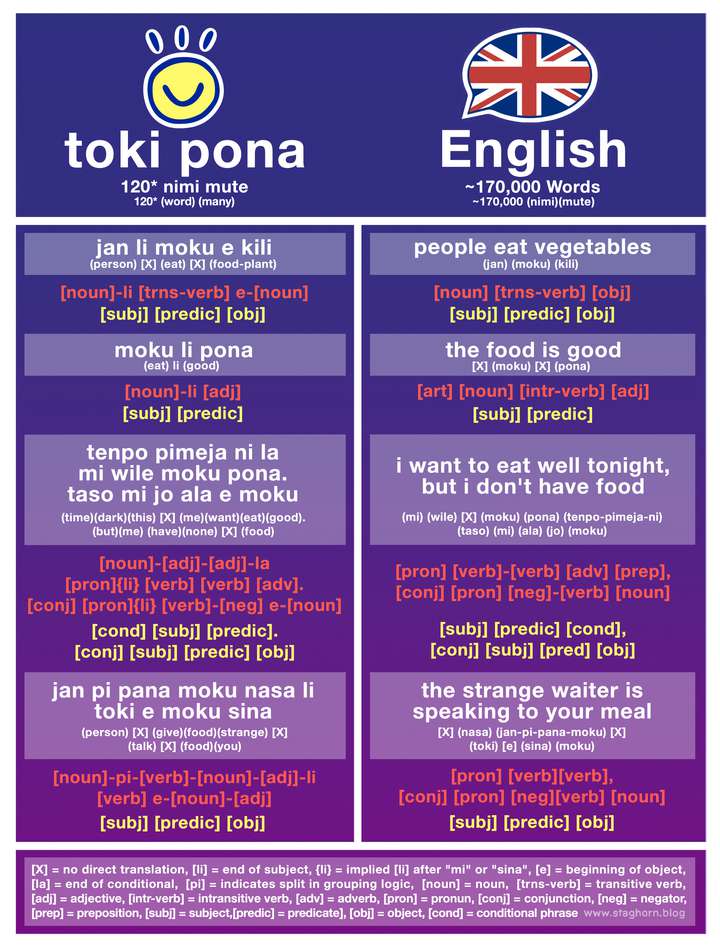 toki pona
120* nimi mute
120* (word) (many)
English
~170,000 Words
~170,000 (nimi)(mute)
jan li moku e kili
(person) [X] (eat) [X] (food-plant)
[noun]-li [trns-verb] e-[noun]
[subj] [predic] [obj]
moku li pona
(eat) li (good)
[noun]-li [adj]
[subj] [predic]
tenpo pimeja ni la
mi wile moku pona.
taso mi jo ala e moku
(time)(dark)(this) [X] (me)(want)(eat)(good).
(but)(me) (have)(none) [X] (food)
[noun]-[adj]-[adj]-la
[pron]{li} [verb] [verb] [adv].
[conj] [pron]{li} [verb]-[neg] e-[noun]
[cond] [subj] [predic].
[conj] [subj] [predic] [obj]
jan pi pana moku nasa li
toki e moku sina
(person) [X] (give)(food)(strange) [X]
(talk) [X] (food)(you)
[noun]-pi-[verb]-[noun]-[adj]-li
[verb] e-[noun]-[adj]
[subj] [predic] [obj]
people eat vegetables
(jan) (moku) (kili)
[noun] [trns-verb] [obj]
[subj] [predic] [obj]
the food is good
[X] (moku) [X] (pona)
[art] [noun] [intr-verb] [adj]
[subj] [predic]
i want to eat well tonight,
but i don't have food
(mi) (wile) [X] (moku) (pona) (tenpo-pimeja-ni)
(taso) (mi) (ala) (jo) (moku)
[pron] [verb]-[verb] [adv] [prep],
[conj] [pron] [neg]-[verb] [noun]
[subj] [predic] [cond],
[conj] [subj] [pred] [obj]
the strange waiter is
speaking to your meal
[X] (nasa) (jan-pi-pana-moku) [X]
(toki) [e] (sina) (moku)
[pron] [verb][verb],
[conj] [pron] [neg][verb] [noun]
[subj] [predic] [obj]
[X] = no direct translation, [li] = end of subject, {li} = implied [li] after "mi" or "sina", [e] = beginning of object,
[la] = end of conditional, [pi] = indicates split in grouping logic, [noun] = noun, [trns-verb] = transitive verb,
[adj] = adjective, [intr-verb] = intransitive verb, [adv] = adverb, [pron] = pronun, [conj] = conjunction, [neg] = negator,
[prep] = preposition, [subj] = subject,[predic] = predicate], [obj] = object, [cond] = conditional phrase www.staghorn.blog